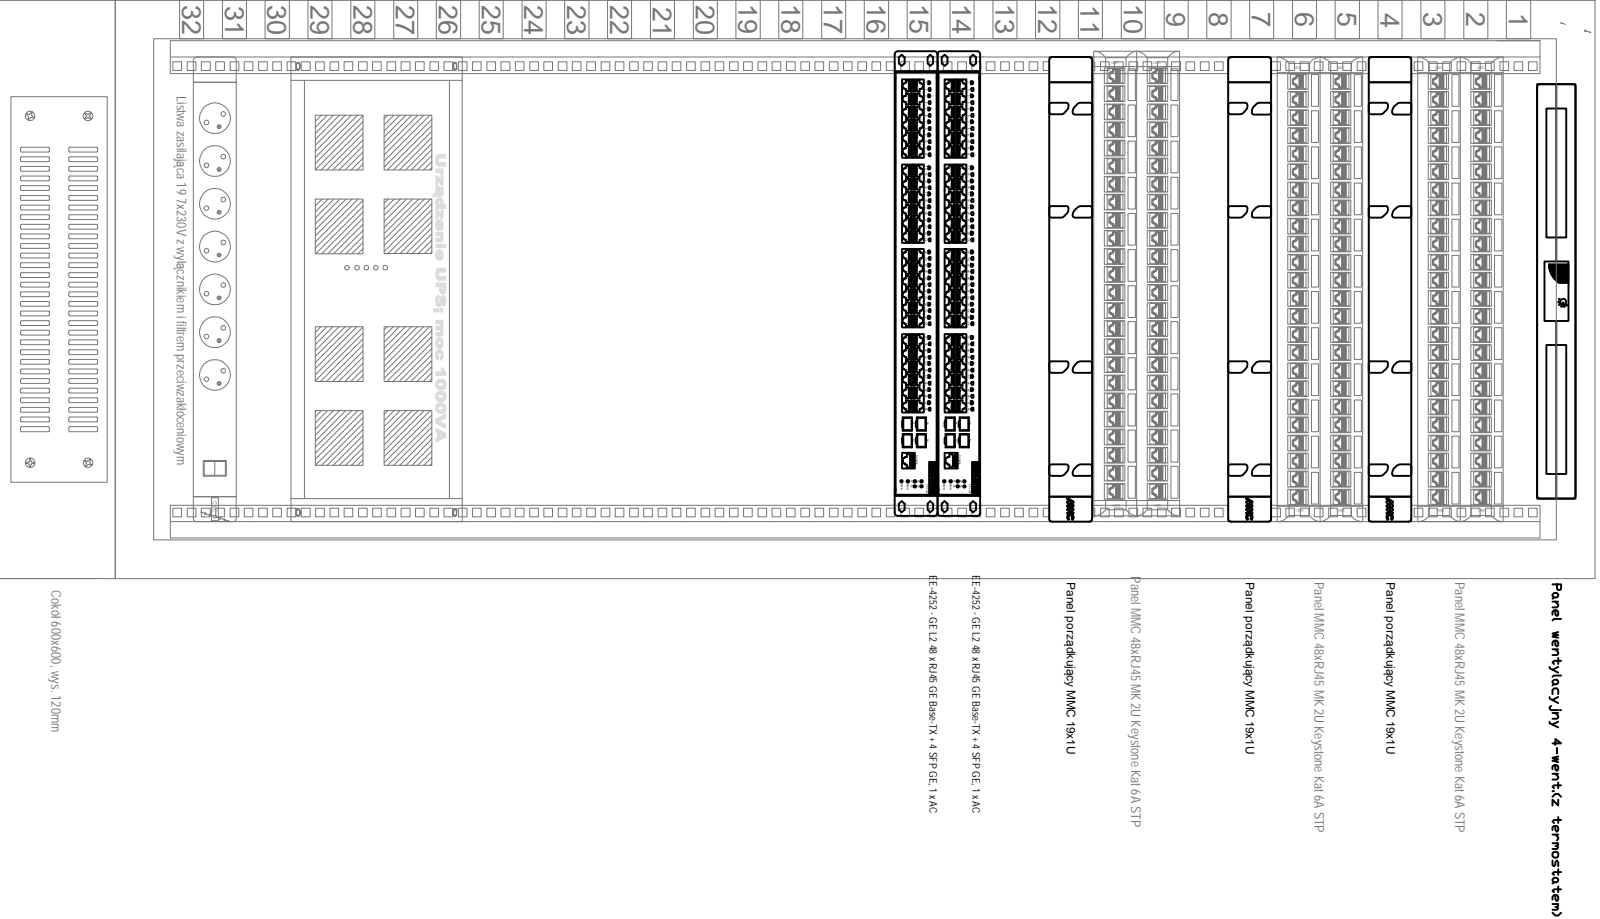 1
2
3
4
5
6
7
8
9
10
11
12
13
14
15
16
17
18
19
20
21
22
23
24
25
26
27
28
29
30
31
32
Panel wentylacyjny 4-went.(z termostatem)
Panel MMC 48xRJ45 MK 2U Keystone Kat 6A STP
Panel porządkujący MMC 19x1U
Panel MMC 48xRJ45 MK 2U Keystone Kat 6A STP
Panel porządkujący MMC 19x1U
Panel MMC 48xRJ45 MK 2U Keystone Kat 6A STP
Panel porządkujący MMC 19x1U
EE-4252 - GE L2 48 x RJ45 GE Base-TX + 4 SFP GE, 1 x AC
EE-4252 - GE L2 48 x RJ45 GE Base-TX + 4 SFP GE, 1 x AC
Urządzenie UPS; moc 1000VA
Listwa zasilająca 19 7x230V z wyłącznikiem i filtrem przeciwzakłóceniowym
Cokół 600x600, wys. 120mm